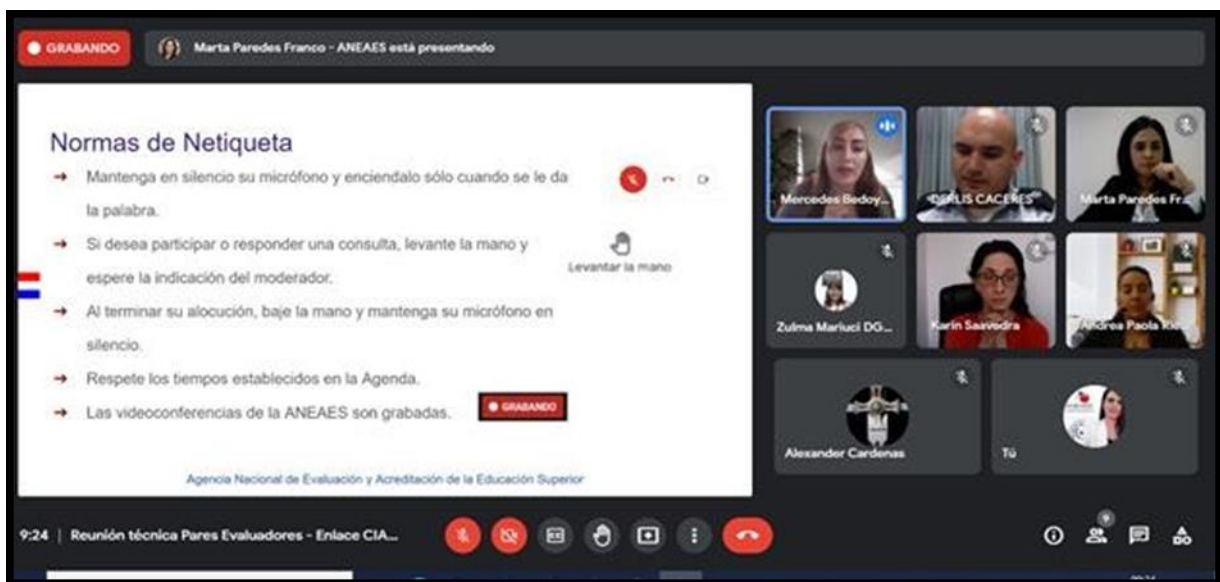 GRABANDO
Marta Paredes Franco - ANEAES está presentando
Normas de Netiqueta
→ Mantenga en silencio su micrófono y enciendalo sólo cuando se le da
la palabra.
→ Si desea participar o responder una consulta, levante la mano y
espere la indicación del moderador.
Levantar la mano
→ Al terminar su alocución, baje la mano y mantenga su micrófono en
silencio.
→ Respete los tiempos establecidos en la Agenda.
→ Las videoconferencias de la ANEAES son grabadas.
GRABANDO
Agencia Nacional de Evaluación y Acreditación de la Educación Superior
Mercedes Bedoy...
DERLIS CACERES
Marta Paredes Fr...
Zulma Mariuci DG...
Karin Saavedra
Andrea Paola
Alexander Cardenas
Tú
9:24 | Reunión técnica Pares Evaluadores - Enlace CIA...
9